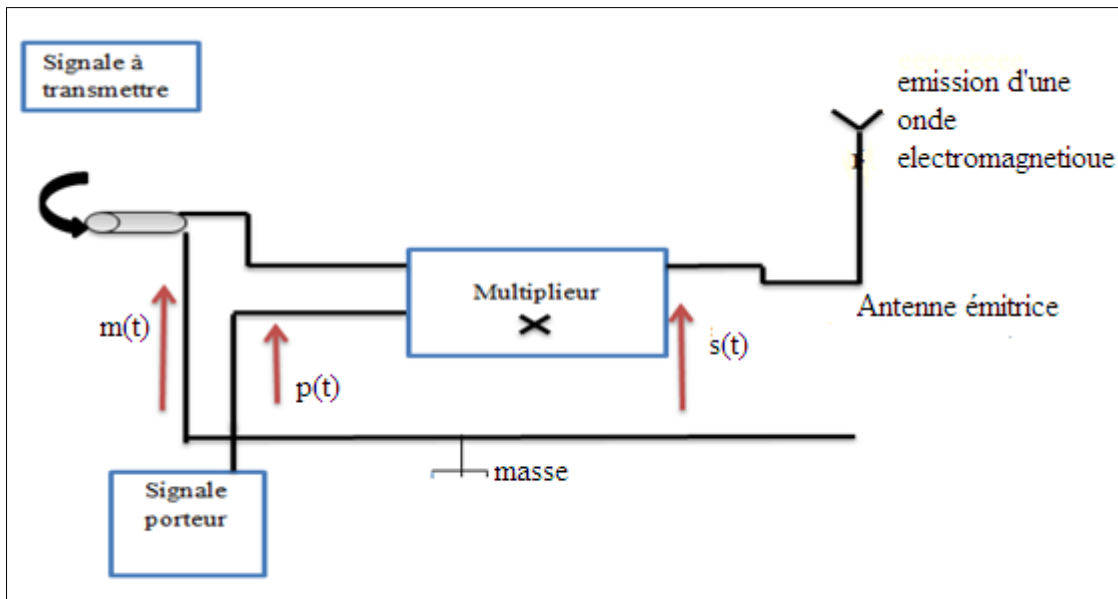 Signale à
transmettre
emission d'une
onde
electromagnetioue
Multiplieur
Antenne émitrice
m(t)
p(t)
s(t)
masse
Signale
porteur